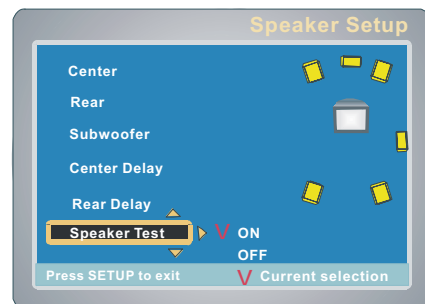 Speaker Setup
Center
Rear
Subwoofer
Center Delay
Rear Delay
Speaker Test V ON
OFF
Press SETUP to exit V Current selection